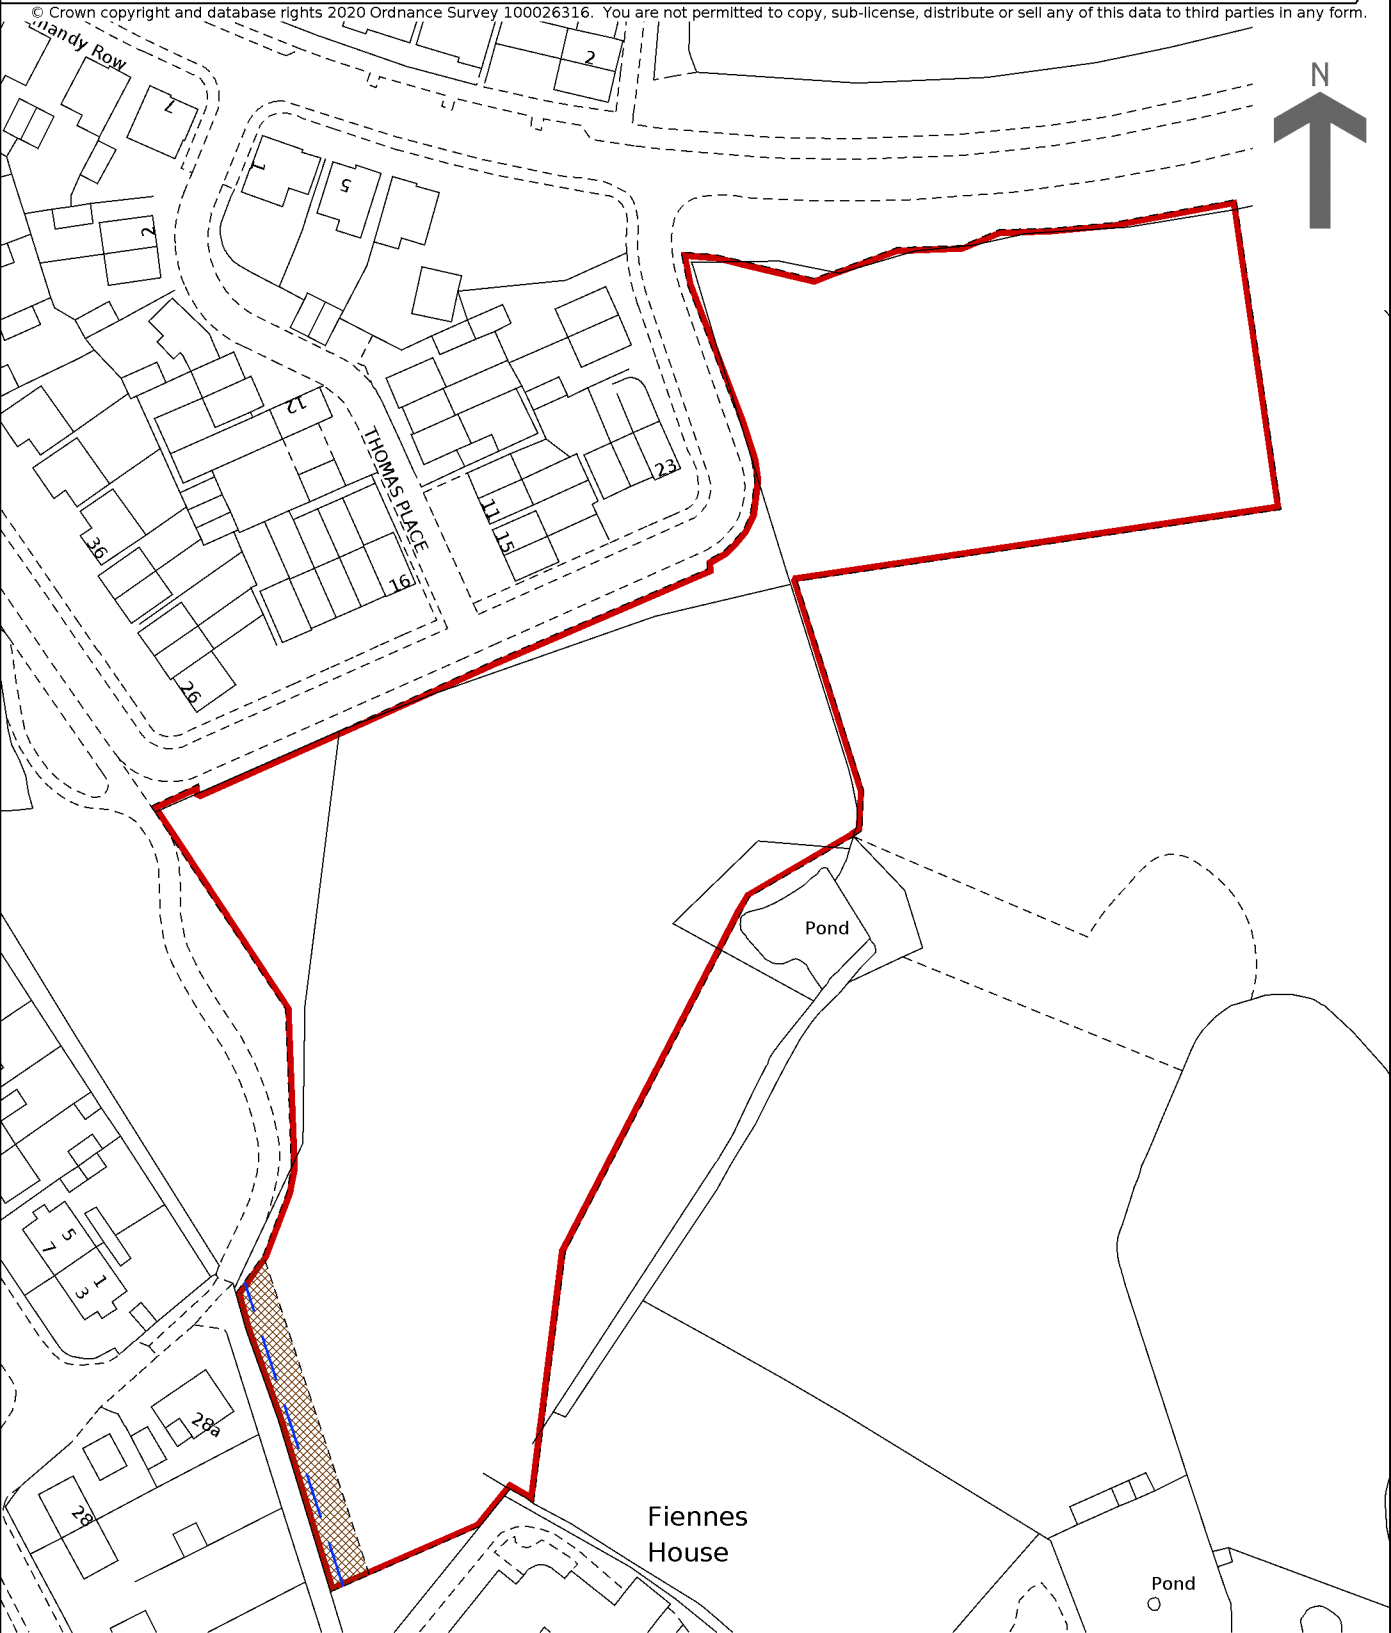 © Crown copyright and database rights 2020 Ordnance Survey 100026316. You are not permitted to copy, sub-license, distribute or sell any of this data to third parties in any form.
Row
2
N
7
1
5
2
12
THOMAS PLACE
23
11
15
36
16
26
Pond
5
7
1
3
28a
28
Fiennes
House
Pond